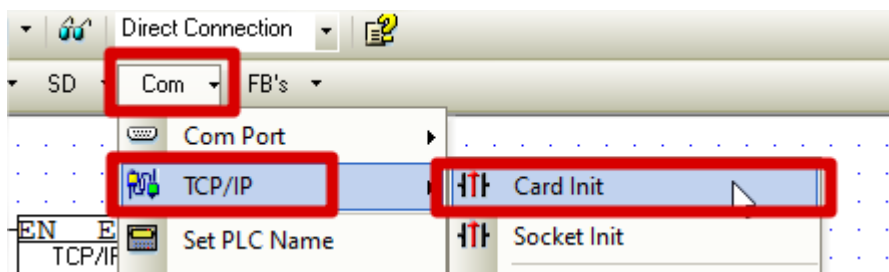 Direct Connection
SD Com FB's
Com Port
TCP/IP Card Init
EN E Set PLC Name Socket Init
TCP/IF